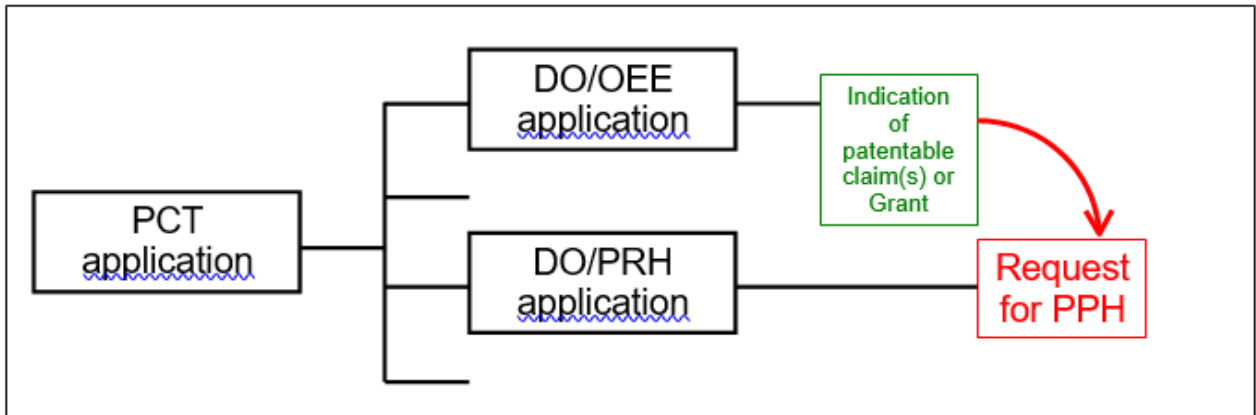 DO/OEE
application
Indication
of
patentable
claim(s) or
Grant
PCT
application
DO/PRH
application
Request
for PPH